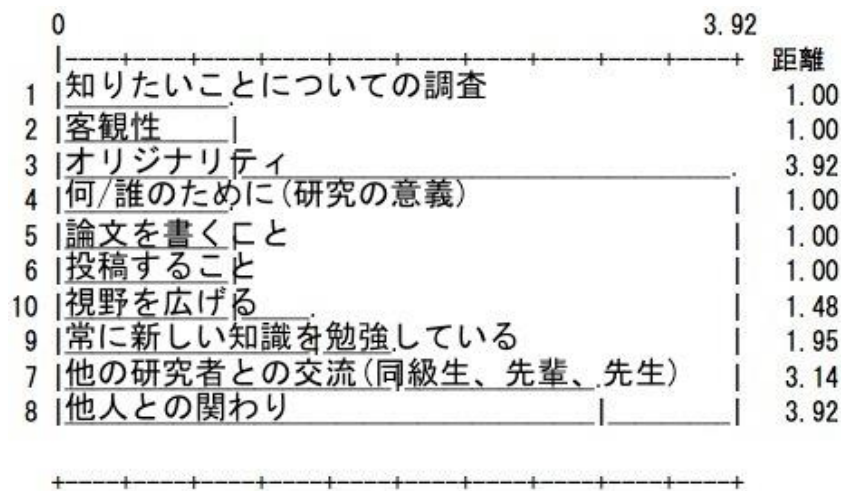 0 3.92
|----+----+----+----+----+----+----+----+----+----+ 距離
1 |知りたいことについての調査 1.00
2 |客観性 1.00
3 |オリジナリティ 3.92
4 |何/誰のために(研究の意義) 1.00
5 |論文を書くこと 1.00
6 |投稿すること 1.00
10 |視野を広げる 1.48
9 |常に新しい知識を勉強している 1.95
7 |他の研究者との交流(同級生、先輩、先生) 3.14
8 |他人との関わり 3.92
+----+----+----+----+----+----+----+----+----+----+